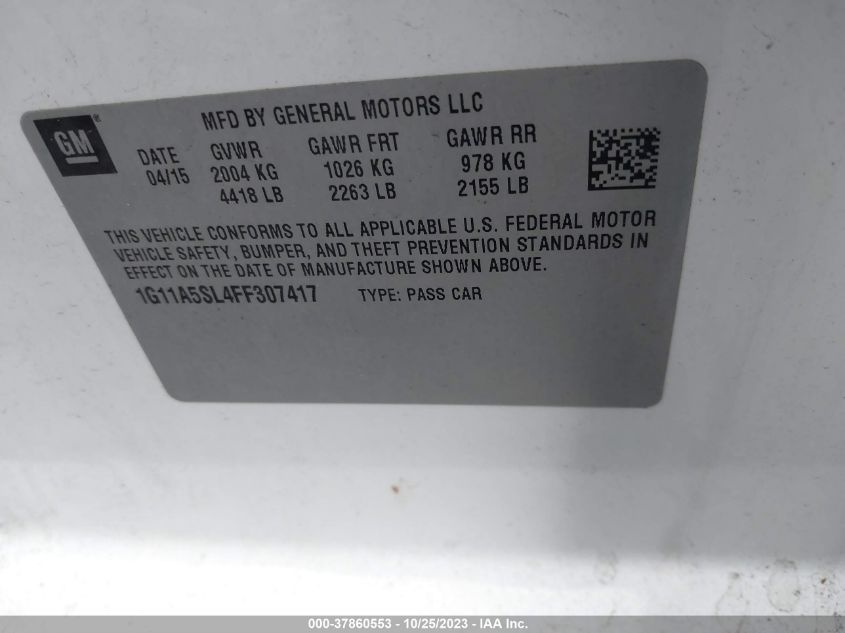 MFD BY GENERAL MOTORS LLC
GM®
DATE GVWR GAWR FRT GAWR RR
04/15 2004 KG 1026 KG 978 KG
4418 LB 2263 LB 2155 LB
THIS VEHICLE CONFORMS TO ALL APPLICABLE U.S. FEDERAL MOTOR
VEHICLE SAFETY, BUMPER, AND THEFT PREVENTION STANDARDS IN
EFFECT ON THE DATE OF MANUFACTURE SHOWN ABOVE.
1G11A5SL4FF307417 TYPE: PASS CAR
000-37860553 - 10/25/2023 - IAA Inc.